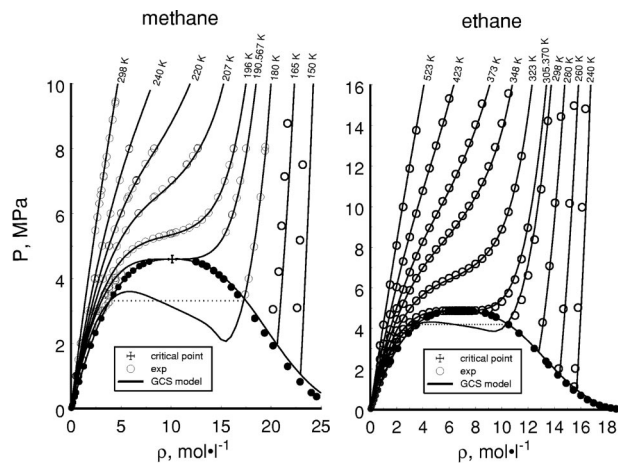 methane
ethane
298 K
240 K
220 K
207 K
196 K
190.567 K
180 K
165 K
150 K
523 K
423 K
373 K
348 K
323 K
305.370 K
298 K
280 K
260 K
240 K
P, MPa
10
8
6
4
2
0
16
14
12
10
8
6
4
2
0
critical point
exp
GCS model
critical point
exp
GCS model
0 5 10 15 20 25
0 2 4 6 8 10 12 14 16 18
ρ, mol•l⁻¹
ρ, mol•l⁻¹